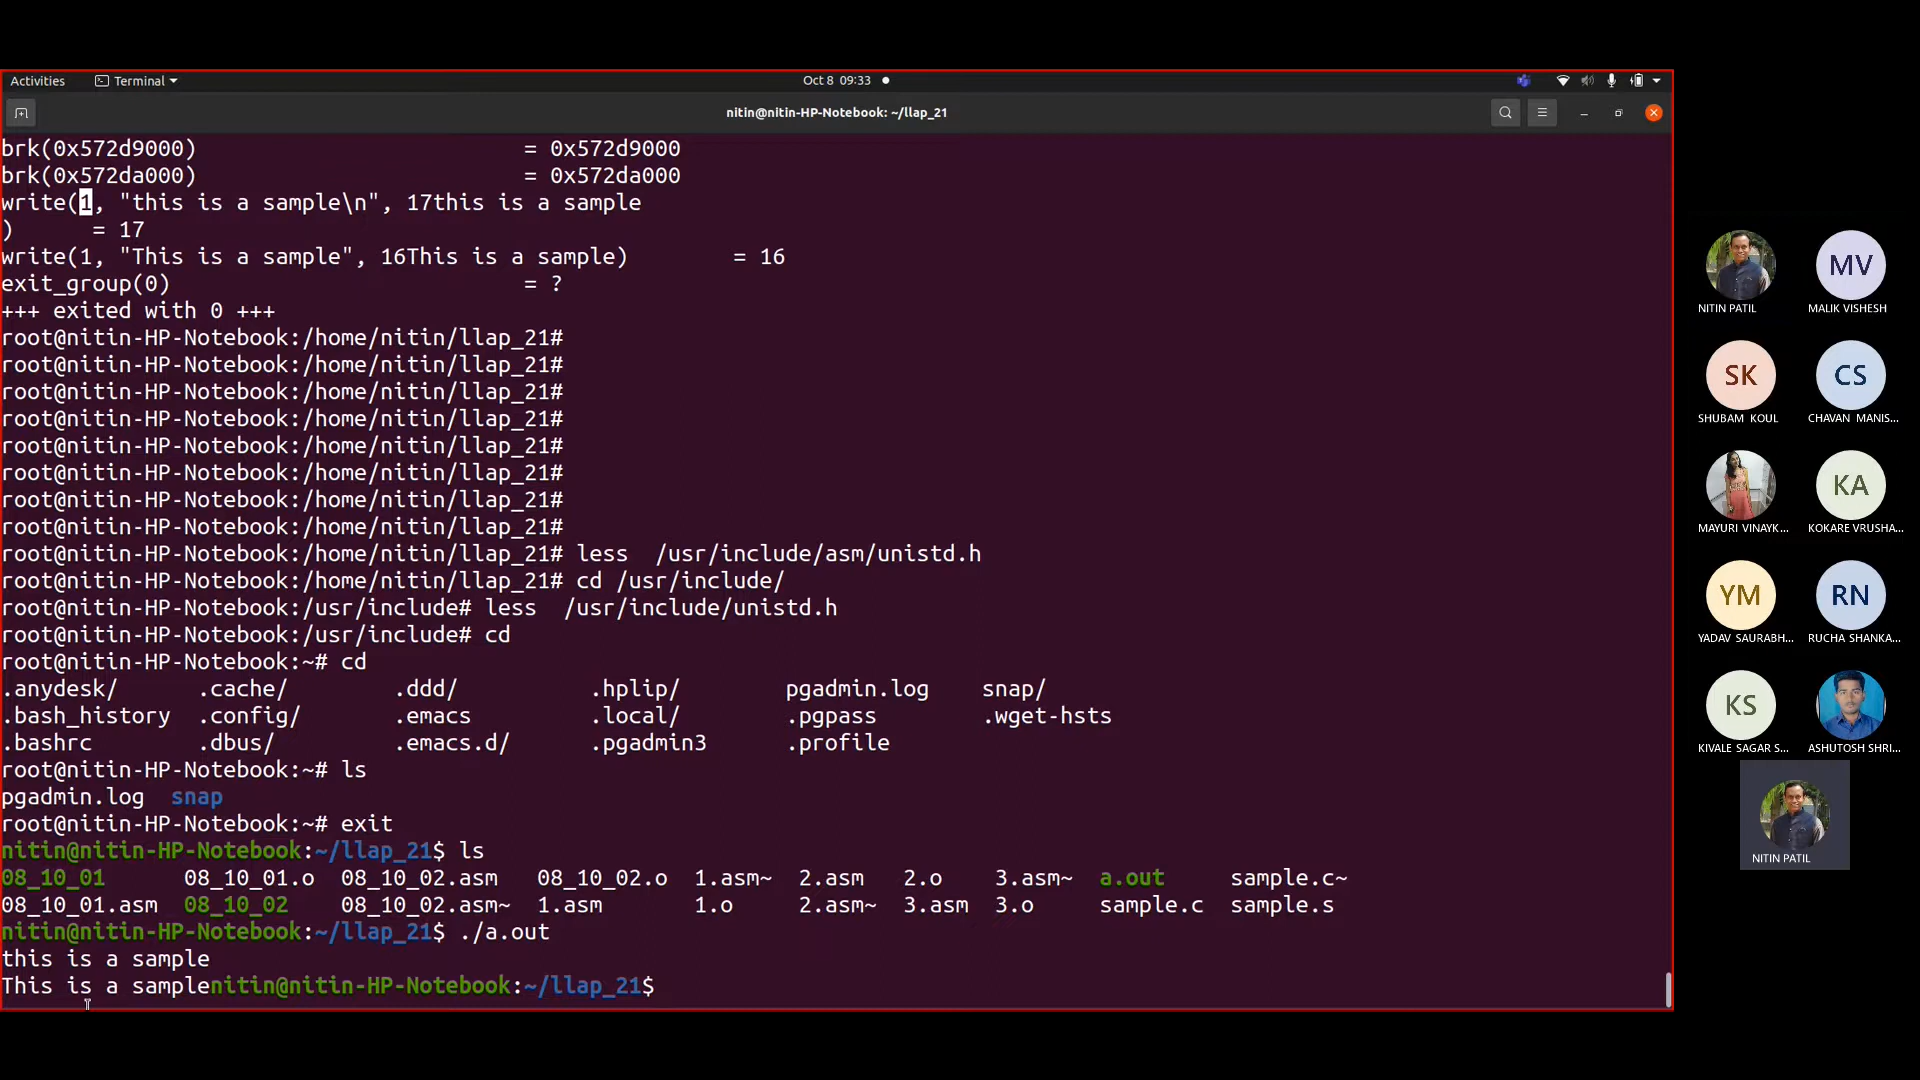 Activities Terminal Oct 8 09:33
nitin@nitin-HP-Notebook: ~/llap_21
brk(0x572d9000) = 0x572d9000
brk(0x572da000) = 0x572da000
write(1, "this is a sample\n", 17this is a sample
) = 17
write(1, "This is a sample", 16This is a sample) = 16
exit_group(0) = ?
+++ exited with 0 +++
root@nitin-HP-Notebook:/home/nitin/llap_21#
root@nitin-HP-Notebook:/home/nitin/llap_21#
root@nitin-HP-Notebook:/home/nitin/llap_21#
root@nitin-HP-Notebook:/home/nitin/llap_21#
root@nitin-HP-Notebook:/home/nitin/llap_21#
root@nitin-HP-Notebook:/home/nitin/llap_21#
root@nitin-HP-Notebook:/home/nitin/llap_21#
root@nitin-HP-Notebook:/home/nitin/llap_21#
root@nitin-HP-Notebook:/home/nitin/llap_21# less /usr/include/asm/unistd.h
root@nitin-HP-Notebook:/home/nitin/llap_21# cd /usr/include/
root@nitin-HP-Notebook:/usr/include# less /usr/include/unistd.h
root@nitin-HP-Notebook:/usr/include# cd
root@nitin-HP-Notebook:~# cd
.anydesk/ .cache/ .ddd/ .hplip/ pgadmin.log snap/
.bash_history .config/ .emacs .local/ .pgpass .wget-hsts
.bashrc .dbus/ .emacs.d/ .pgadmin3 .profile
root@nitin-HP-Notebook:~# ls
pgadmin.log snap
root@nitin-HP-Notebook:~# exit
nitin@nitin-HP-Notebook:~/llap_21$ ls
08_10_01 08_10_01.o 08_10_02.asm 08_10_02.o 1.asm~ 2.asm 2.o 3.asm~ a.out sample.c~
08_10_01.asm 08_10_02 08_10_02.asm~ 1.asm 1.o 2.asm~ 3.asm 3.o sample.c sample.s
nitin@nitin-HP-Notebook:~/llap_21$ ./a.out
this is a sample
This is a samplenitin@nitin-HP-Notebook:~/llap_21$
NITIN PATIL
MV
MALIK VISHESH
SK
SHUBAM KOUL
CS
CHAVAN MANIS...
MAYURI VINAYK...
KA
KOKARE VRUSHA...
YM
YADAV SAURABH...
RN
RUCHA SHANKA...
KS
KIVALE SAGAR S...
ASHUTOSH SHRI...
NITIN PATIL